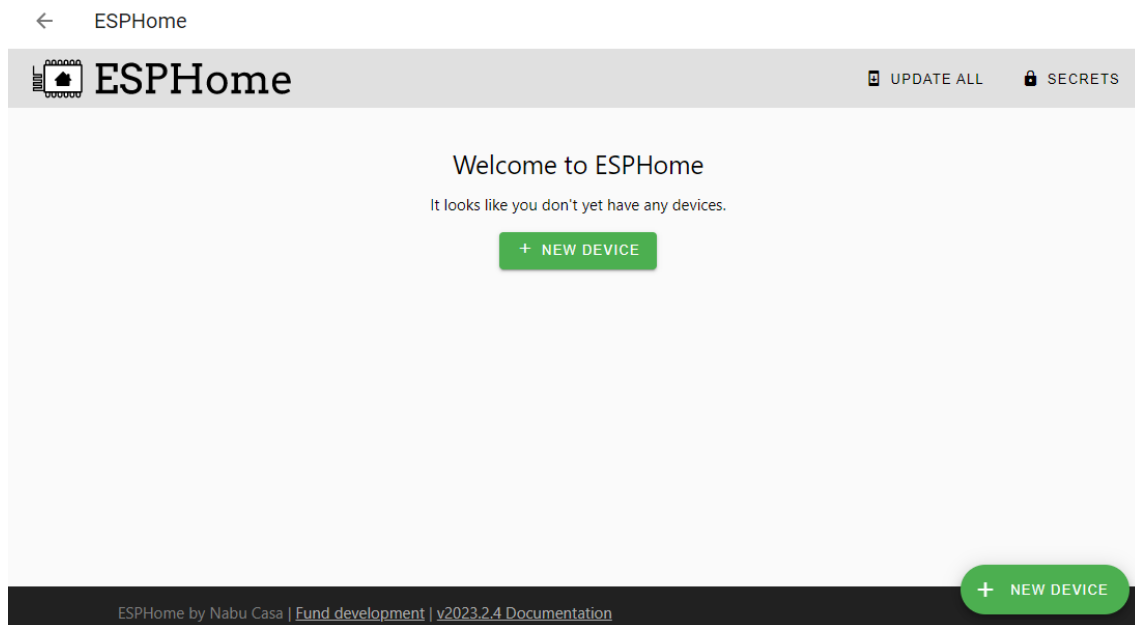 ESPHome
ESPHome
UPDATE ALL
SECRETS
Welcome to ESPHome
It looks like you don't yet have any devices.
+ NEW DEVICE
+ NEW DEVICE
ESPHome by Nabu Casa | Fund development | v2023.2.4 Documentation